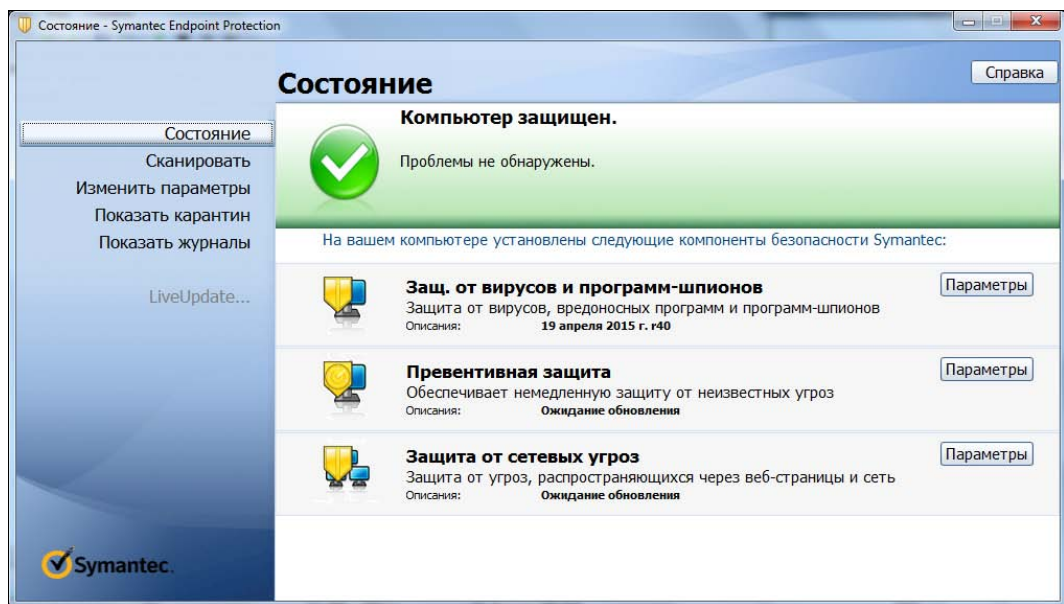 Состояние - Symantec Endpoint Protection
Состояние
Справка
Состояние
Сканировать
Изменить параметры
Показать карантин
Показать журналы
LiveUpdate...
Компьютер защищен.
Проблемы не обнаружены.
На вашем компьютере установлены следующие компоненты безопасности Symantec:
Защ. от вирусов и программ-шпионов
Параметры
Защита от вирусов, вредоносных программ и программ-шпионов
Описания: 19 апреля 2015 г. r40
Превентивная защита
Параметры
Обеспечивает немедленную защиту от неизвестных угроз
Описания: Ожидание обновления
Защита от сетевых угроз
Параметры
Защита от угроз, распространяющихся через веб-страницы и сеть
Описания: Ожидание обновления
Symantec.